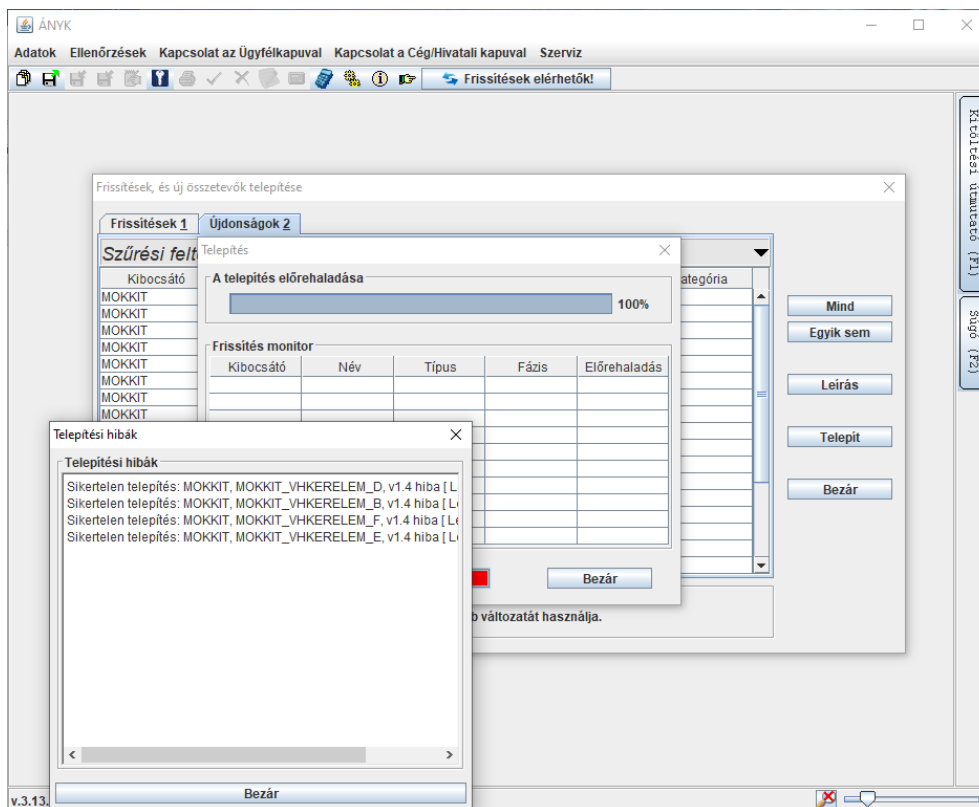 ÁNYK
Adatok Ellenőrzések Kapcsolat az Ügyfélkapuval Kapcsolat a Cég/Hivatali kapuval Szerviz
Frissítések elérhetők!
Kitöltési útmutató (F1)
Súgó (F2)
Frissítések, és új összetevők telepítése
Frissítések 1 Újdonságok 2
Szűrési felt
Kibocsátó ategória
MOKKIT
MOKKIT
MOKKIT
MOKKIT
MOKKIT
MOKKIT
MOKKIT
MOKKIT
Mind
Egyik sem
Leírás
Telepít
Bezár
b változatát használja.
Telepítés
A telepítés előrehaladása
100%
Frissítés monitor
Kibocsátó Név Típus Fázis Előrehaladás
Bezár
Telepítési hibák
Telepítési hibák
Sikertelen telepítés: MOKKIT, MOKKIT_VHKERELEM_D, v1.4 hiba [ L
Sikertelen telepítés: MOKKIT, MOKKIT_VHKERELEM_B, v1.4 hiba [ Le
Sikertelen telepítés: MOKKIT, MOKKIT_VHKERELEM_F, v1.4 hiba [ Le
Sikertelen telepítés: MOKKIT, MOKKIT_VHKERELEM_E, v1.4 hiba [ Le
Bezár
v.3.13.